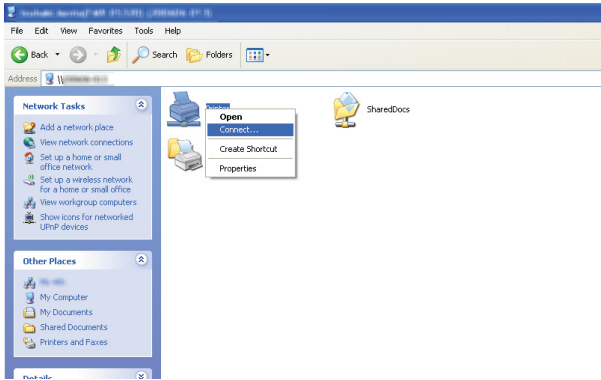 File Edit View Favorites Tools Help
Back Search Folders
Address \\
Network Tasks
Add a network place
View network connections
Set up a home or small
office network
Set up a wireless network
for a home or small office
View workgroup computers
Show icons for networked
UPnP devices
Other Places
My Computer
My Documents
Shared Documents
Printers and Faxes
Details
Printer
Open
Connect...
Create Shortcut
Properties
SharedDocs